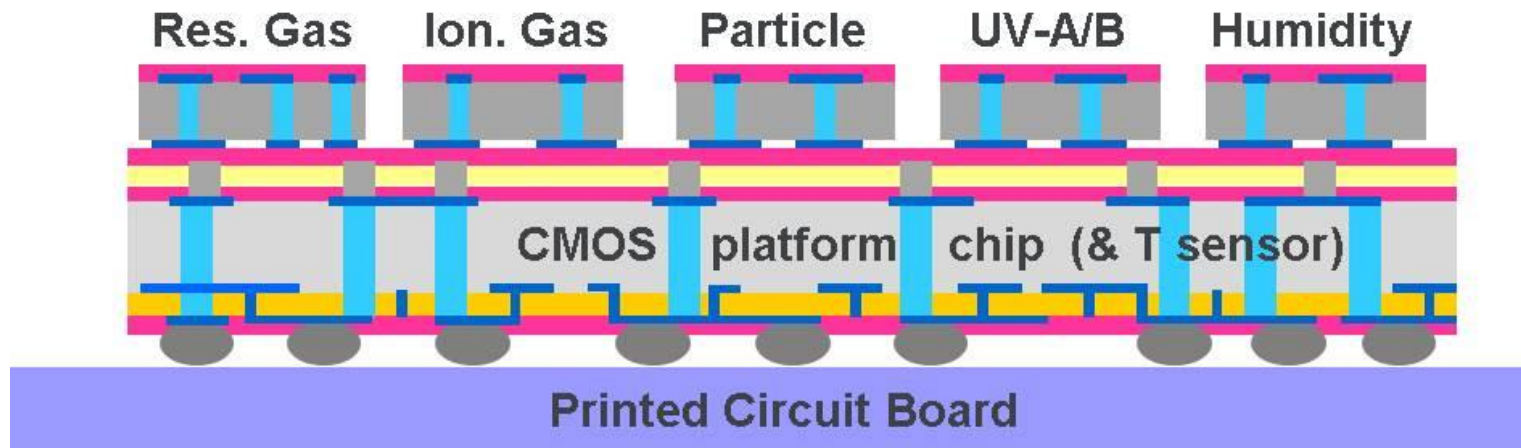 Res. Gas Ion. Gas Particle UV-A/B Humidity
CMOS platform chip (& T sensor)
Printed Circuit Board